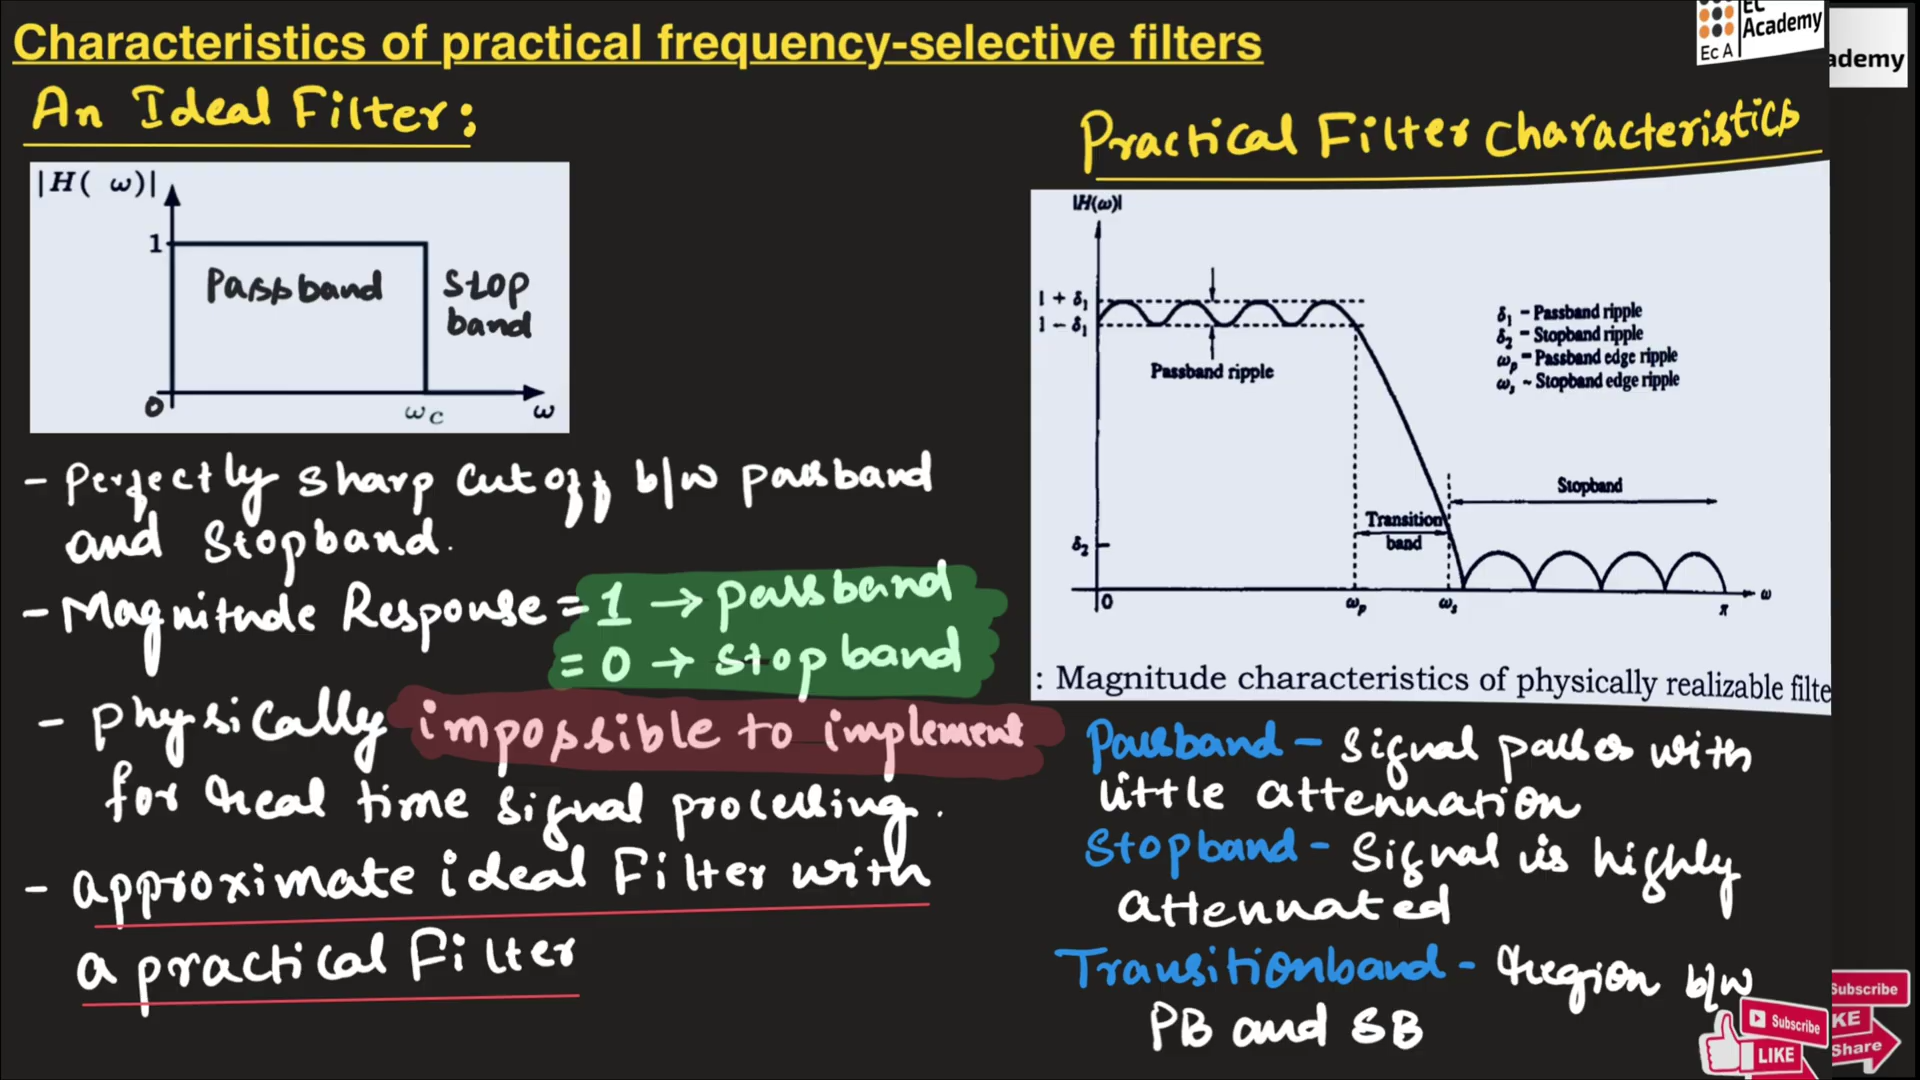 Characteristics of practical frequency-selective filters
EC
Academy
Ec A
ademy
An Ideal Filter:
|H( ω)|
1
Passband
Stop
band
0
ωc
ω
- Perfectly sharp cutoff b/w passband
and Stopband.
- Magnitude Response = 1 → passband
= 0 → stop band
- physically impossible to implement
for real time signal processing.
- approximate ideal Filter with
a practical Filter
Practical Filter Characteristics
|H(ω)|
1 + δ₁
1 - δ₁
Passband ripple
δ₁ - Passband ripple
δ₂ - Stopband ripple
ωp - Passband edge ripple
ωs - Stopband edge ripple
Stopband
Transition
band
δ₂
0
ωp
ωs
π
ω
: Magnitude characteristics of physically realizable filte
Passband - Signal passes with
little attenuation
Stopband - Signal is highly
attenuated
Transitionband - Region b/w
PB and SB
Subscribe
LIKE
Subscribe
KE
Share